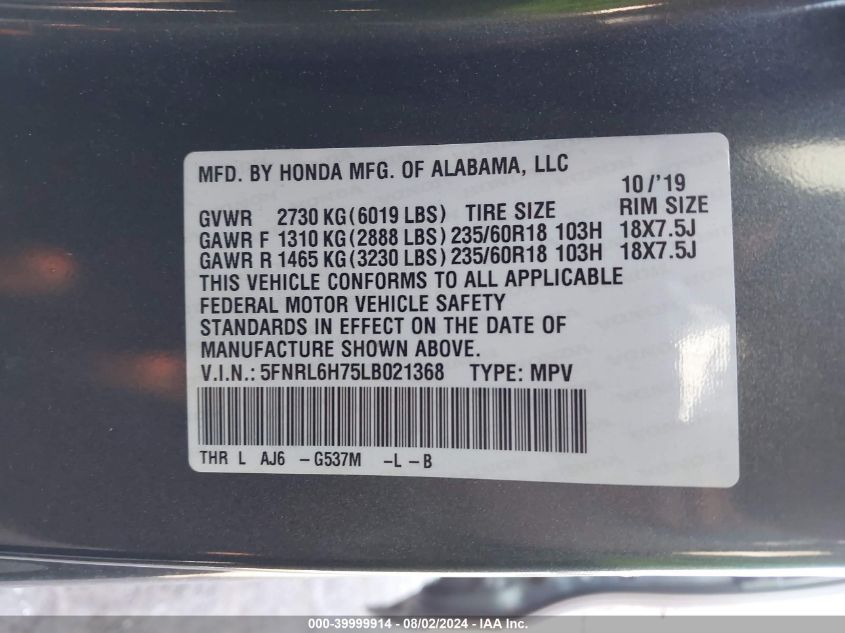 MFD. BY HONDA MFG. OF ALABAMA, LLC
10/'19
GVWR 2730 KG(6019 LBS) TIRE SIZE RIM SIZE
GAWR F 1310 KG(2888 LBS) 235/60R18 103H 18X7.5J
GAWR R 1465 KG(3230 LBS) 235/60R18 103H 18X7.5J
THIS VEHICLE CONFORMS TO ALL APPLICABLE
FEDERAL MOTOR VEHICLE SAFETY
STANDARDS IN EFFECT ON THE DATE OF
MANUFACTURE SHOWN ABOVE.
V.I.N.: 5FNRL6H75LB021368 TYPE: MPV
THR L AJ6 -G537M -L -B
000-39999914 - 08/02/2024 - IAA Inc.